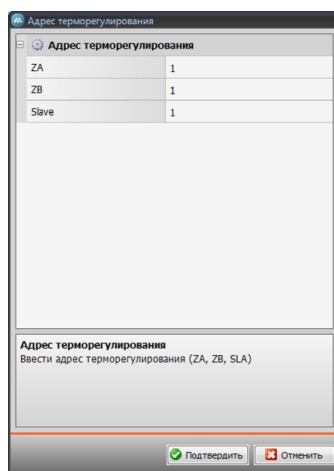 Адрес терморегулирования
Адрес терморегулирования
ZA 1
ZB 1
Slave 1
Адрес терморегулирования
Ввести адрес терморегулирования (ZA, ZB, SLA)
Подтвердить Отменить